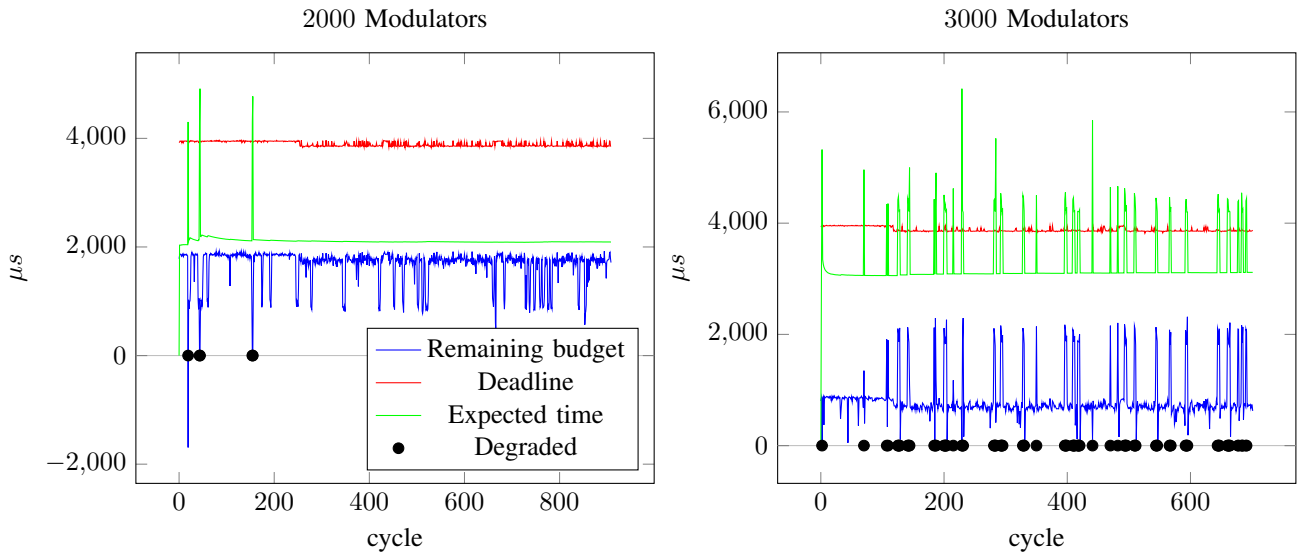 2000 Modulators
μs
4,000
2,000
0
−2,000
0
200
400
600
800
cycle
Remaining budget
Deadline
Expected time
Degraded
3000 Modulators
μs
6,000
4,000
2,000
0
0
200
400
600
cycle